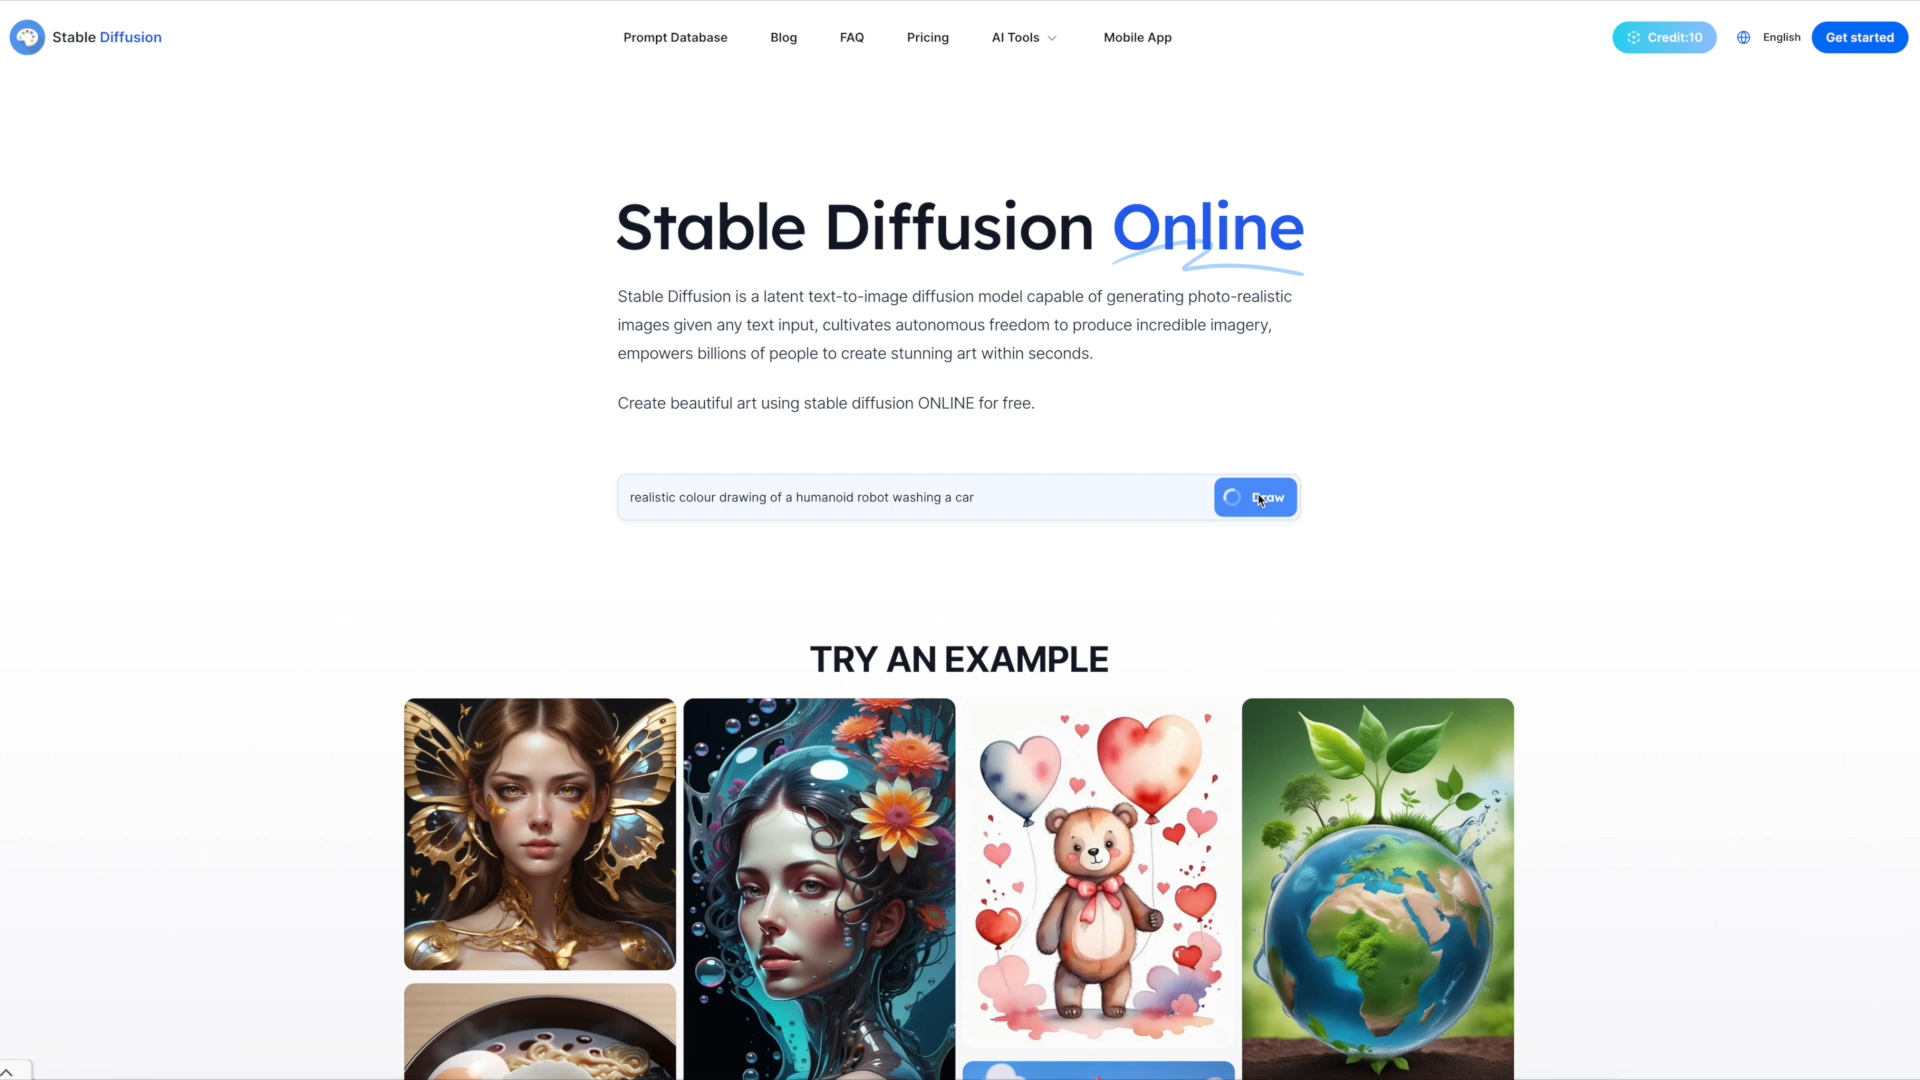 Stable Diffusion
Prompt Database
Blog
FAQ
Pricing
AI Tools
Mobile App
Credit:10
English
Get started
Stable Diffusion Online
Stable Diffusion is a latent text-to-image diffusion model capable of generating photo-realistic
images given any text input, cultivates autonomous freedom to produce incredible imagery,
empowers billions of people to create stunning art within seconds.
Create beautiful art using stable diffusion ONLINE for free.
realistic colour drawing of a humanoid robot washing a car
Draw
TRY AN EXAMPLE